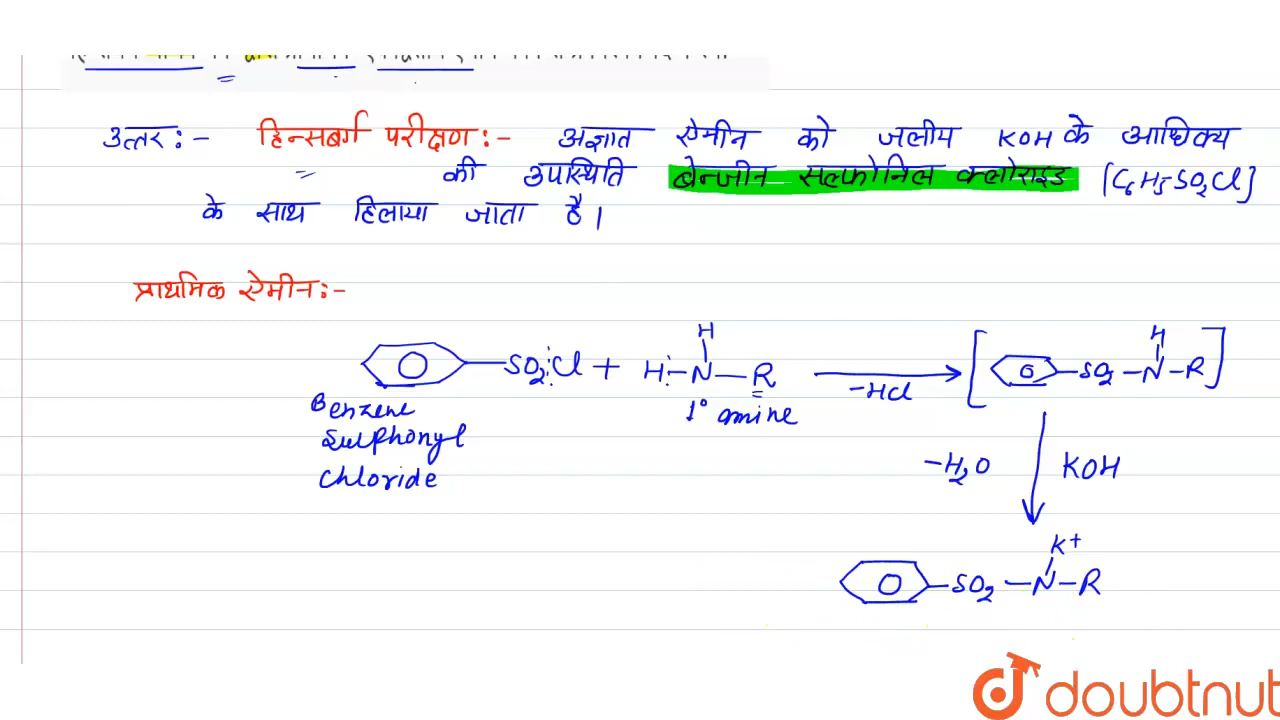 उत्तर:- हिन्सबर्ग परीक्षण:- अज्ञात ऐमीन को जलीय KOH के आधिक्य
की उपस्थिति बेन्जीन सल्फोनिल क्लोराइड [C6H5SO2Cl]
के साथ हिलाया जाता है।
प्राथमिक ऐमीन:-
H
H
SO2Cl + H - N - R -HCl [ SO2 - N - R ]
Benzene 1° amine
Sulphonyl
Chloride
-H2O KOH
K+
SO2 - N - R
doubtnut